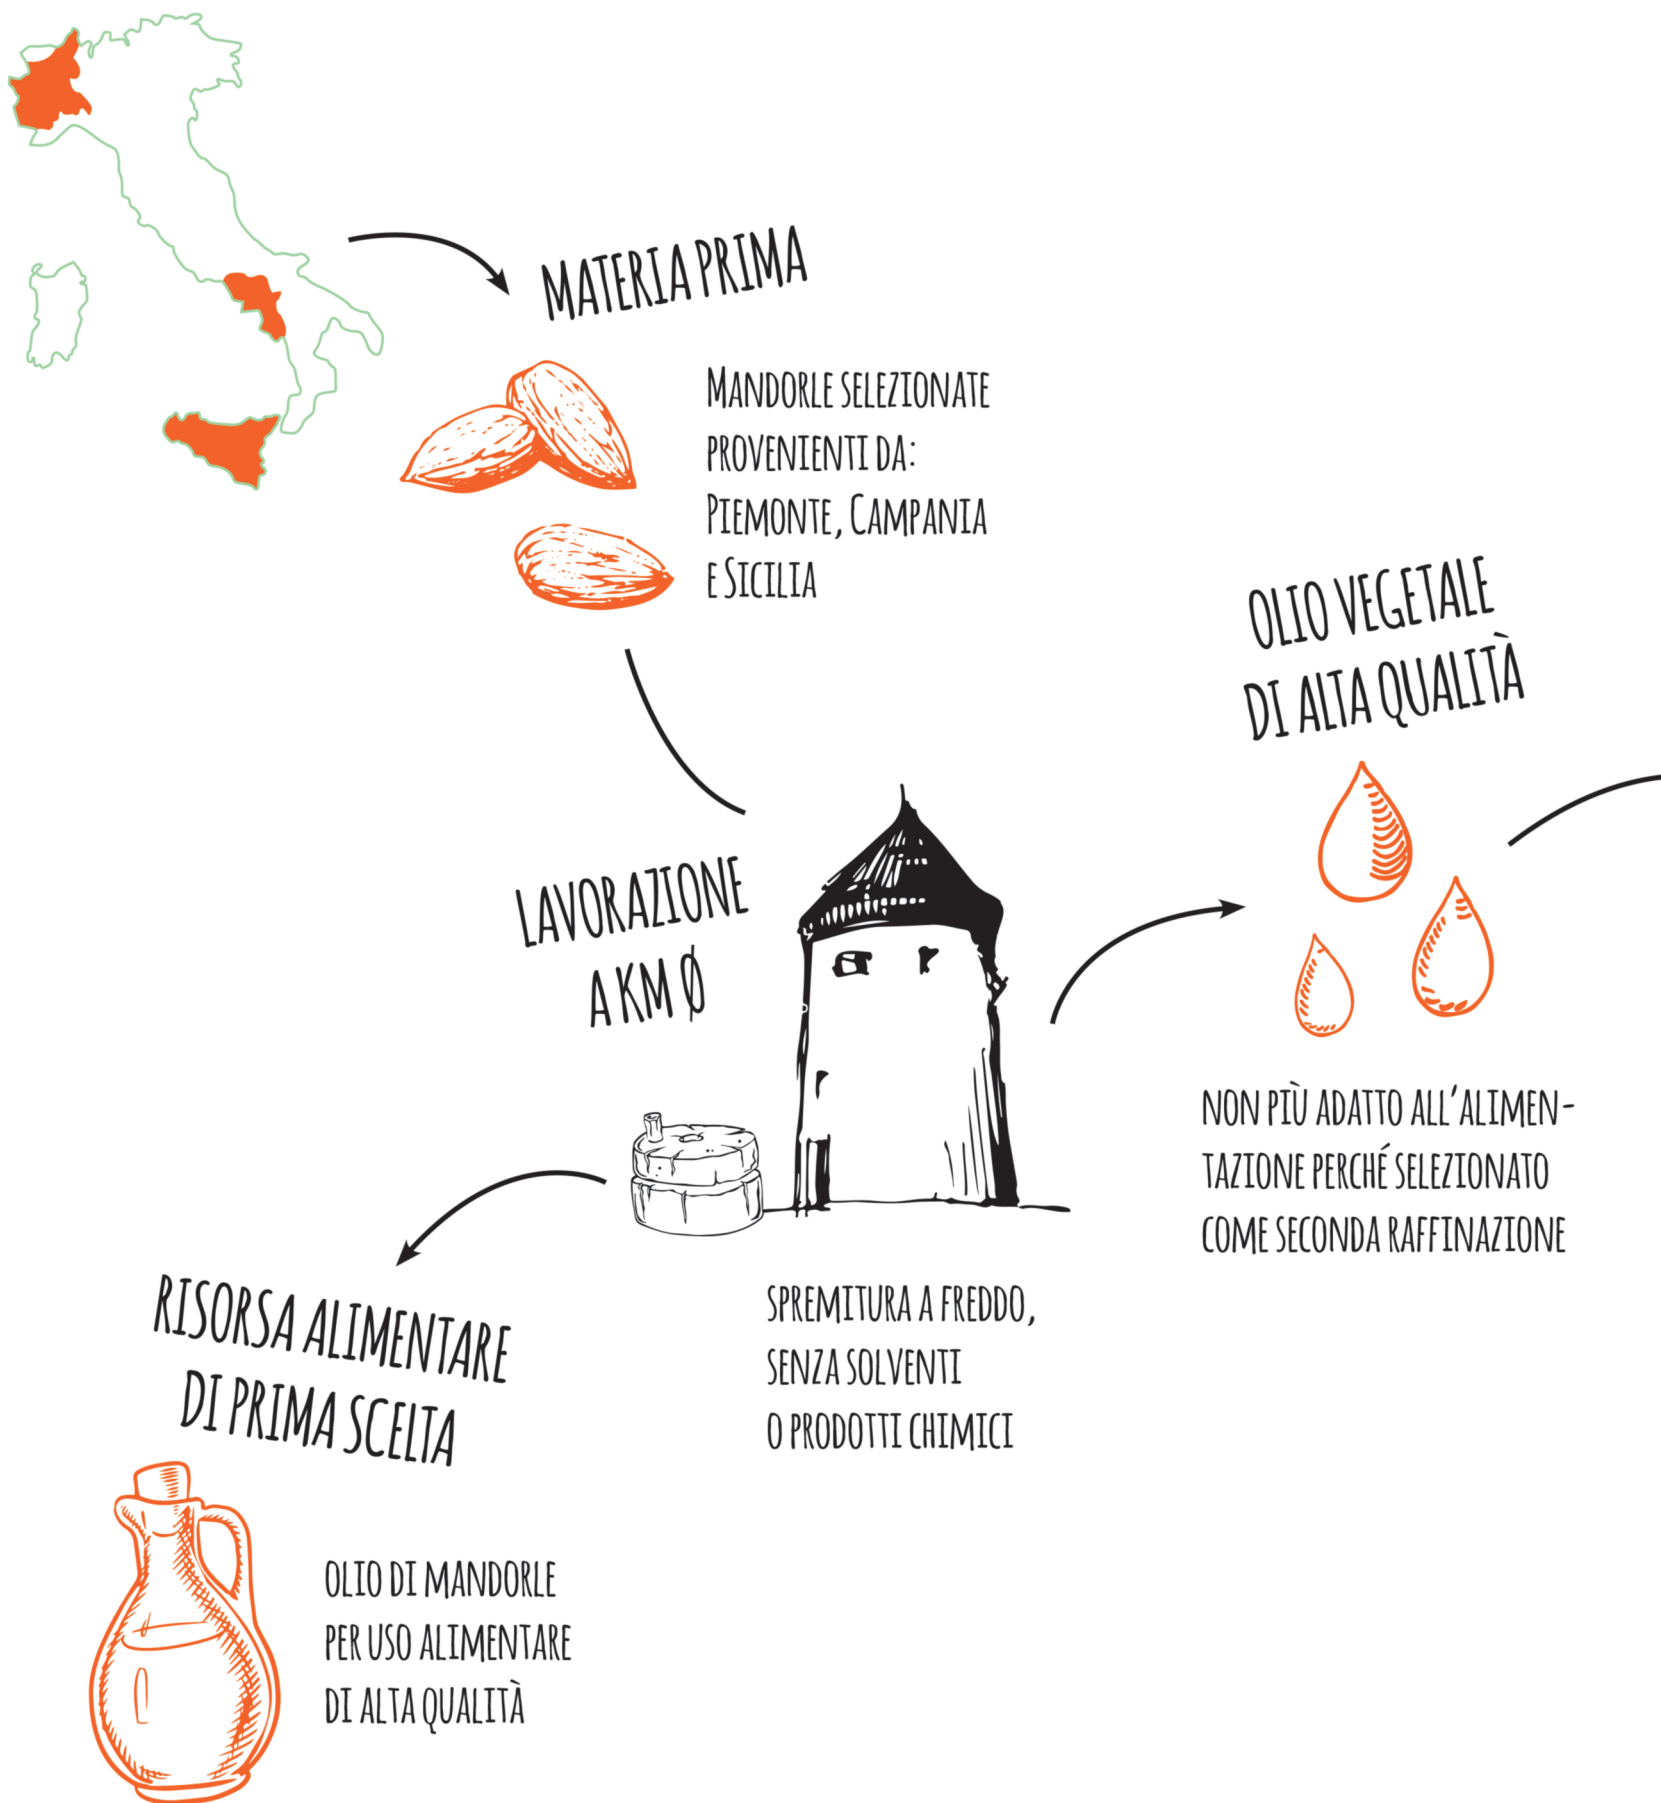 MATERIA PRIMA
MANDORLE SELEZIONATE
PROVENIENTI DA:
PIEMONTE, CAMPANIA
E SICILIA
LAVORAZIONE
A KM Ø
SPREMITURA A FREDDO,
SENZA SOLVENTI
O PRODOTTI CHIMICI
OLIO VEGETALE
DI ALTA QUALITÀ
NON PIÙ ADATTO ALL'ALIMEN-
TAZIONE PERCHÉ SELEZIONATO
COME SECONDA RAFFINAZIONE
RISORSA ALIMENTARE
DI PRIMA SCELTA
OLIO DI MANDORLE
PER USO ALIMENTARE
DI ALTA QUALITÀ